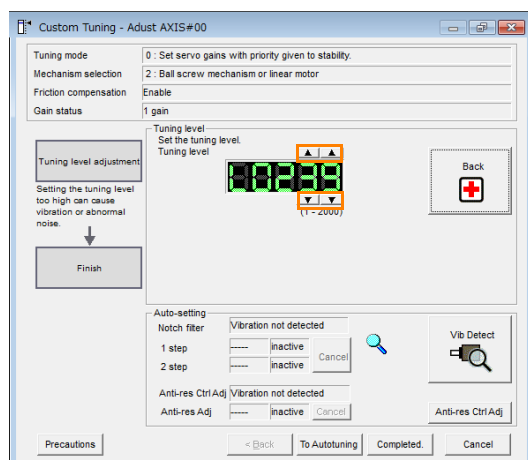 Custom Tuning - Adust AXIS#00
Tuning mode
0 : Set servo gains with priority given to stability.
Mechanism selection
2 : Ball screw mechanism or linear motor
Friction compensation
Enable
Gain status
1 gain
Tuning level adjustment
Setting the tuning level
too high can cause
vibration or abnormal
noise.
Finish
Tuning level
Set the tuning level.
Tuning level
L0239
(1 - 2000)
Back
Auto-setting
Notch filter
Vibration not detected
1 step
-----
inactive
2 step
-----
inactive
Cancel
Vib Detect
Anti-res Ctrl Adj
Vibration not detected
Anti-res Adj
-----
inactive
Cancel
Anti-res Ctrl Adj
Precautions
< Back
To Autotuning
Completed.
Cancel